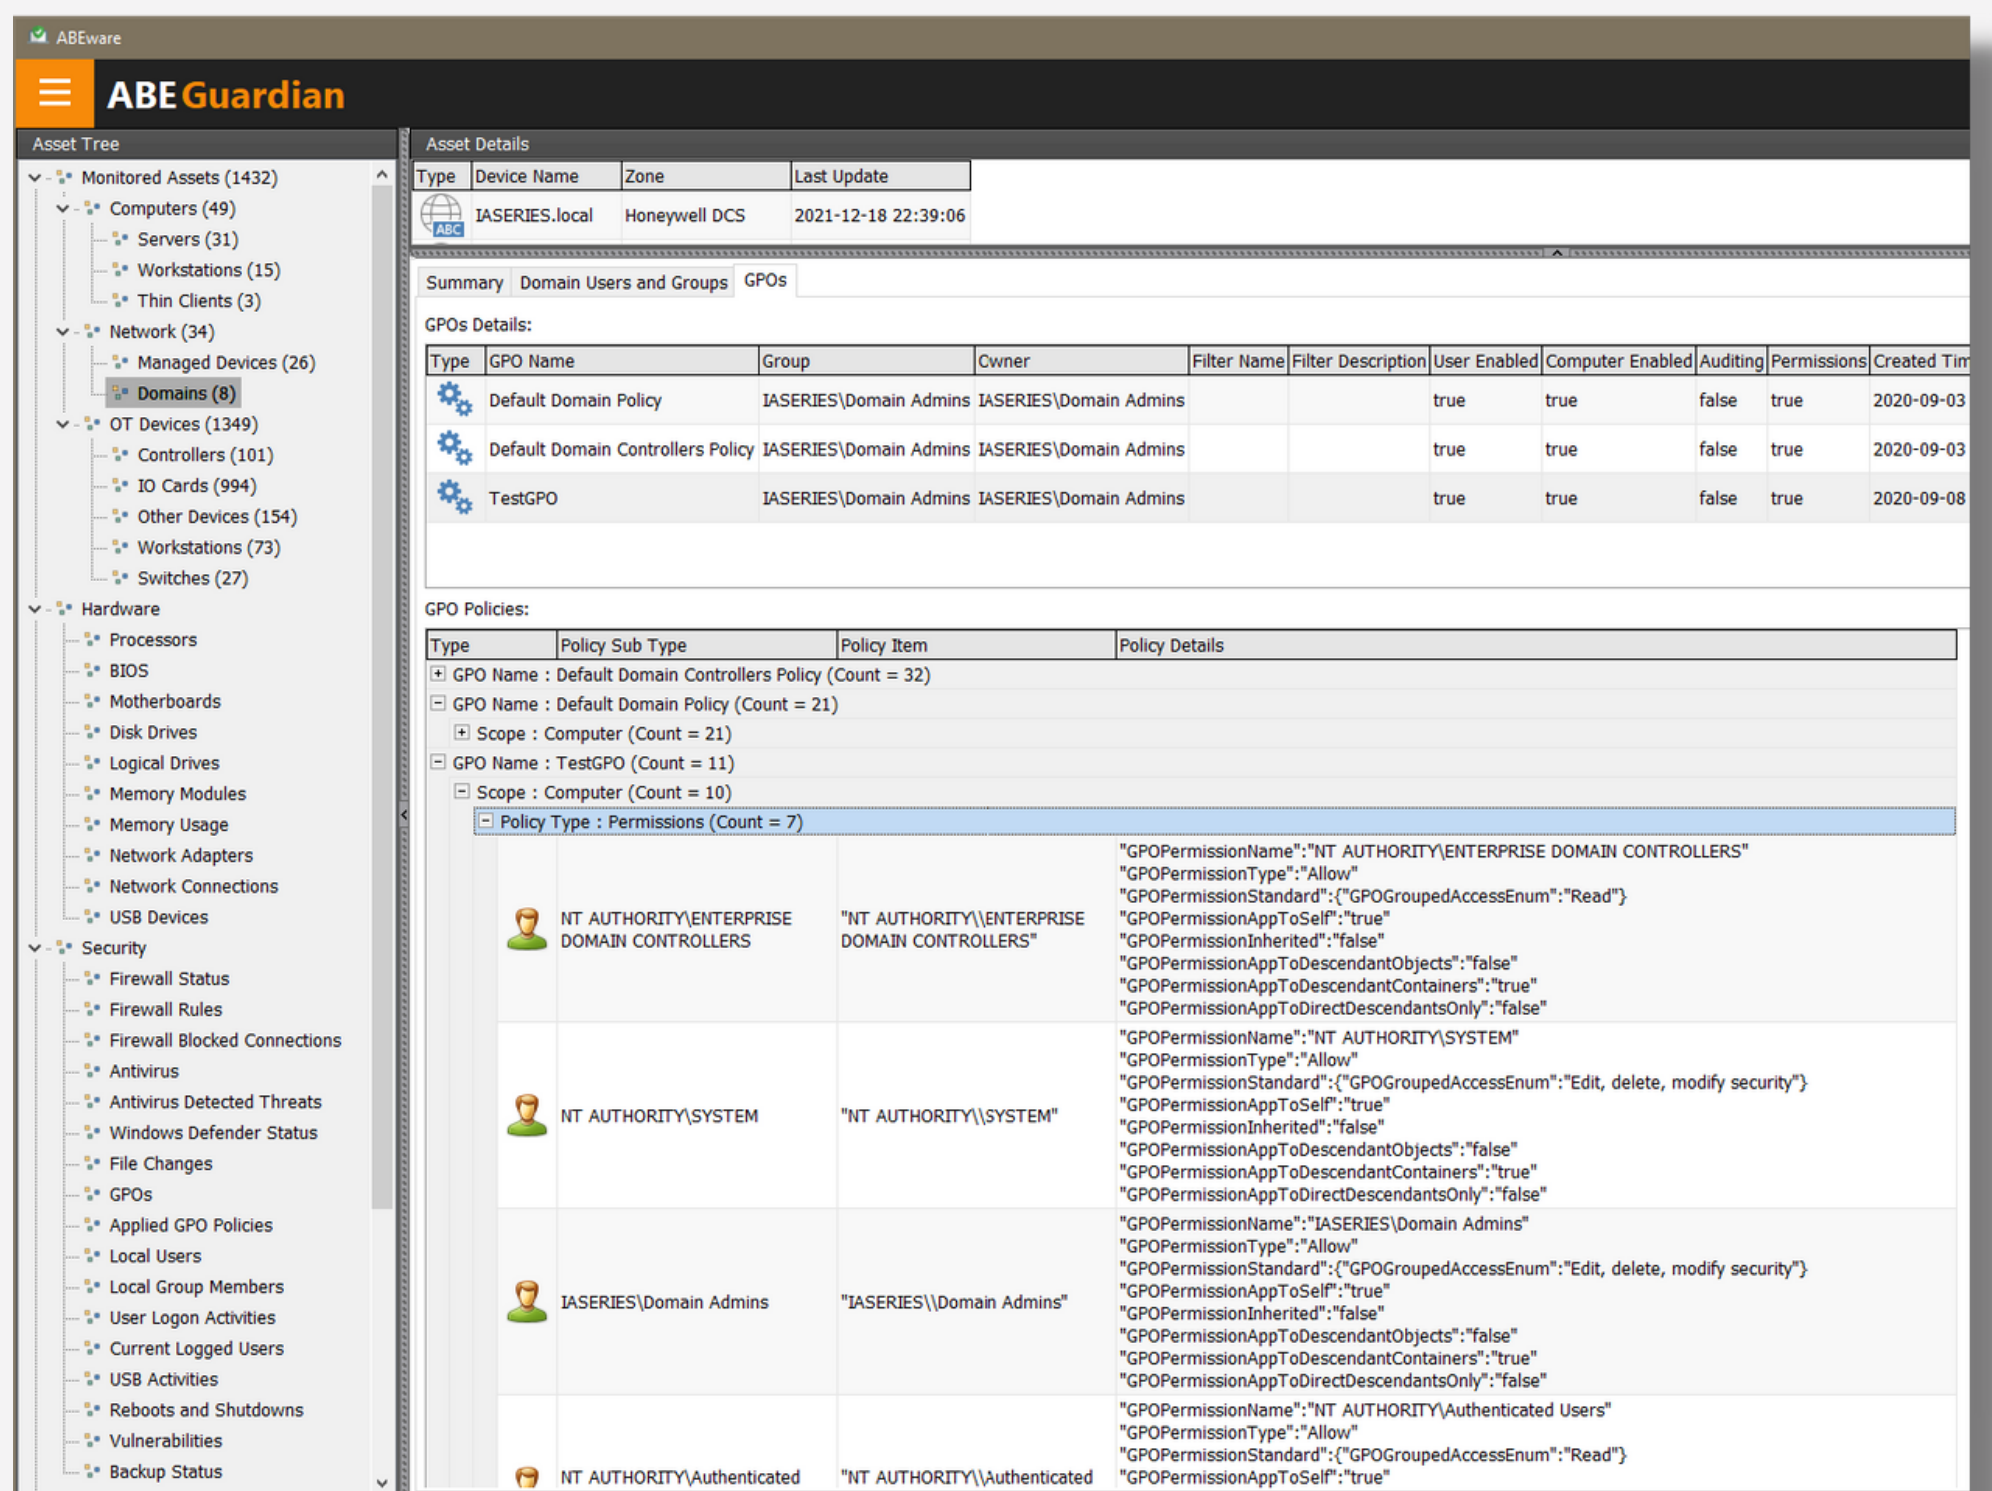 ABEware
ABEGuardian
Asset Tree
Monitored Assets (1432)
Computers (49)
Servers (31)
Workstations (15)
Thin Clients (3)
Network (34)
Managed Devices (26)
Domains (8)
OT Devices (1349)
Controllers (101)
IO Cards (994)
Other Devices (154)
Workstations (73)
Switches (27)
Hardware
Processors
BIOS
Motherboards
Disk Drives
Logical Drives
Memory Modules
Memory Usage
Network Adapters
Network Connections
USB Devices
Security
Firewall Status
Firewall Rules
Firewall Blocked Connections
Antivirus
Antivirus Detected Threats
Windows Defender Status
File Changes
GPOs
Applied GPO Policies
Local Users
Local Group Members
User Logon Activities
Current Logged Users
USB Activities
Reboots and Shutdowns
Vulnerabilities
Backup Status
Asset Details
Type Device Name Zone Last Update
ABC IASERIES.local Honeywell DCS 2021-12-18 22:39:06
Summary Domain Users and Groups GPOs
GPOs Details:
Type GPO Name Group Owner Filter Name Filter Description User Enabled Computer Enabled Auditing Permissions Created Tim
Default Domain Policy IASERIES\Domain Admins IASERIES\Domain Admins true true false true 2020-09-03
Default Domain Controllers Policy IASERIES\Domain Admins IASERIES\Domain Admins true true false true 2020-09-03
TestGPO IASERIES\Domain Admins IASERIES\Domain Admins true true false true 2020-09-08
GPO Policies:
Type Policy Sub Type Policy Item Policy Details
GPO Name : Default Domain Controllers Policy (Count = 32)
GPO Name : Default Domain Policy (Count = 21)
Scope : Computer (Count = 21)
GPO Name : TestGPO (Count = 11)
Scope : Computer (Count = 10)
Policy Type : Permissions (Count = 7)
NT AUTHORITY\ENTERPRISE
DOMAIN CONTROLLERS
"NT AUTHORITY\\ENTERPRISE
DOMAIN CONTROLLERS"
"GPOPermissionName":"NT AUTHORITY\ENTERPRISE DOMAIN CONTROLLERS"
"GPOPermissionType":"Allow"
"GPOPermissionStandard":{"GPOGroupedAccessEnum":"Read"}
"GPOPermissionAppToSelf":"true"
"GPOPermissionInherited":"false"
"GPOPermissionAppToDescendantObjects":"false"
"GPOPermissionAppToDescendantContainers":"true"
"GPOPermissionAppToDirectDescendantsOnly":"false"
NT AUTHORITY\SYSTEM
"NT AUTHORITY\\SYSTEM"
"GPOPermissionName":"NT AUTHORITY\SYSTEM"
"GPOPermissionType":"Allow"
"GPOPermissionStandard":{"GPOGroupedAccessEnum":"Edit, delete, modify security"}
"GPOPermissionAppToSelf":"true"
"GPOPermissionInherited":"false"
"GPOPermissionAppToDescendantObjects":"false"
"GPOPermissionAppToDescendantContainers":"true"
"GPOPermissionAppToDirectDescendantsOnly":"false"
IASERIES\Domain Admins
"IASERIES\\Domain Admins"
"GPOPermissionName":"IASERIES\Domain Admins"
"GPOPermissionType":"Allow"
"GPOPermissionStandard":{"GPOGroupedAccessEnum":"Edit, delete, modify security"}
"GPOPermissionAppToSelf":"true"
"GPOPermissionInherited":"false"
"GPOPermissionAppToDescendantObjects":"false"
"GPOPermissionAppToDescendantContainers":"true"
"GPOPermissionAppToDirectDescendantsOnly":"false"
NT AUTHORITY\Authenticated
"NT AUTHORITY\\Authenticated
"GPOPermissionName":"NT AUTHORITY\Authenticated Users"
"GPOPermissionType":"Allow"
"GPOPermissionStandard":{"GPOGroupedAccessEnum":"Read"}
"GPOPermissionAppToSelf":"true"